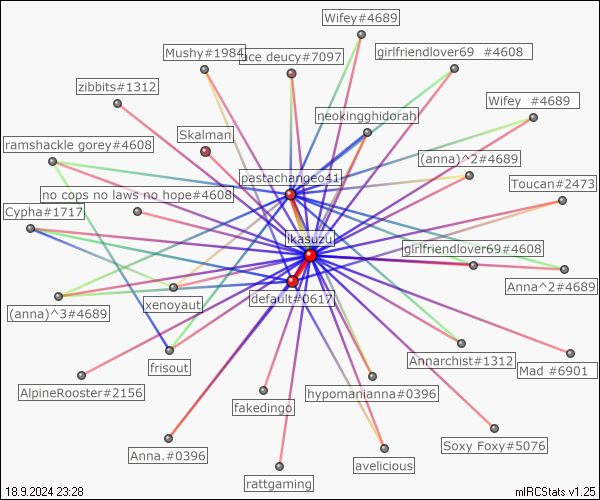 Wifey#4689
Mushy#1984
ace deucy#7097
girlfriendlover69 #4608
zibbits#1312
neokingghidorah
Wifey #4689
Skalman
ramshackle gorey#4608
(anna)^2#4689
pastachangeo41
Toucan#2473
no cops no laws no hope#4608
Cypha#1717
ikasuzu
girlfriendlover69#4608
Anna^2#4689
default#0617
xenoyaut
(anna)^3#4689
frisout
Annarchist#1312
Mad #6901
AlpineRooster#2156
hypomanianna#0396
fakedingo
Soxy Foxy#5076
Anna.#0396
avelicious
rattgaming
18.9.2024 23:28
mIRCStats v1.25